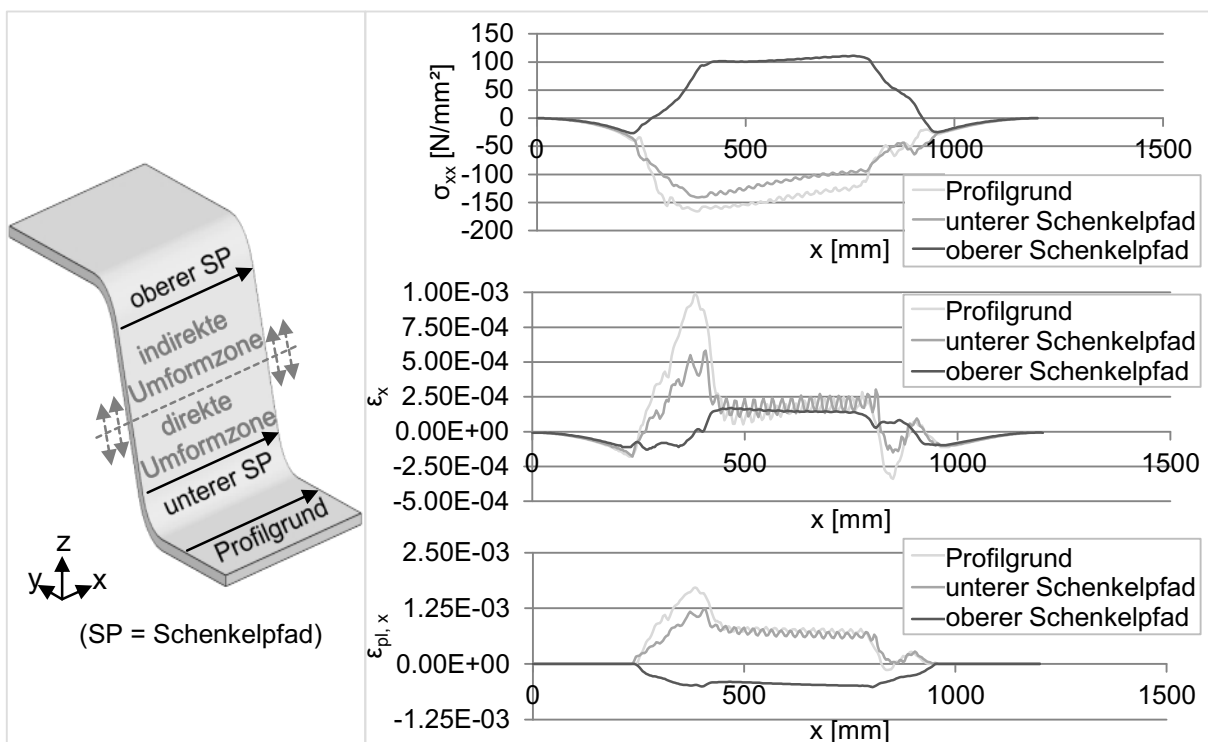 oberer SP
indirekte
Umformzone
direkte
Umformzone
unterer SP
Profilgrund
z
y
x
(SP = Schenkelpfad)
σxx [N/mm²]
150
100
50
0
-50
-100
-150
-200
0
500
1000
1500
x [mm]
Profilgrund
unterer Schenkelpfad
oberer Schenkelpfad
εx
1.00E-03
7.50E-04
5.00E-04
2.50E-04
0.00E+00
-2.50E-04
-5.00E-04
0
500
1000
1500
x [mm]
Profilgrund
unterer Schenkelpfad
oberer Schenkelpfad
εpl, x
2.50E-03
1.25E-03
0.00E+00
-1.25E-03
0
500
1000
1500
x [mm]
Profilgrund
unterer Schenkelpfad
oberer Schenkelpfad